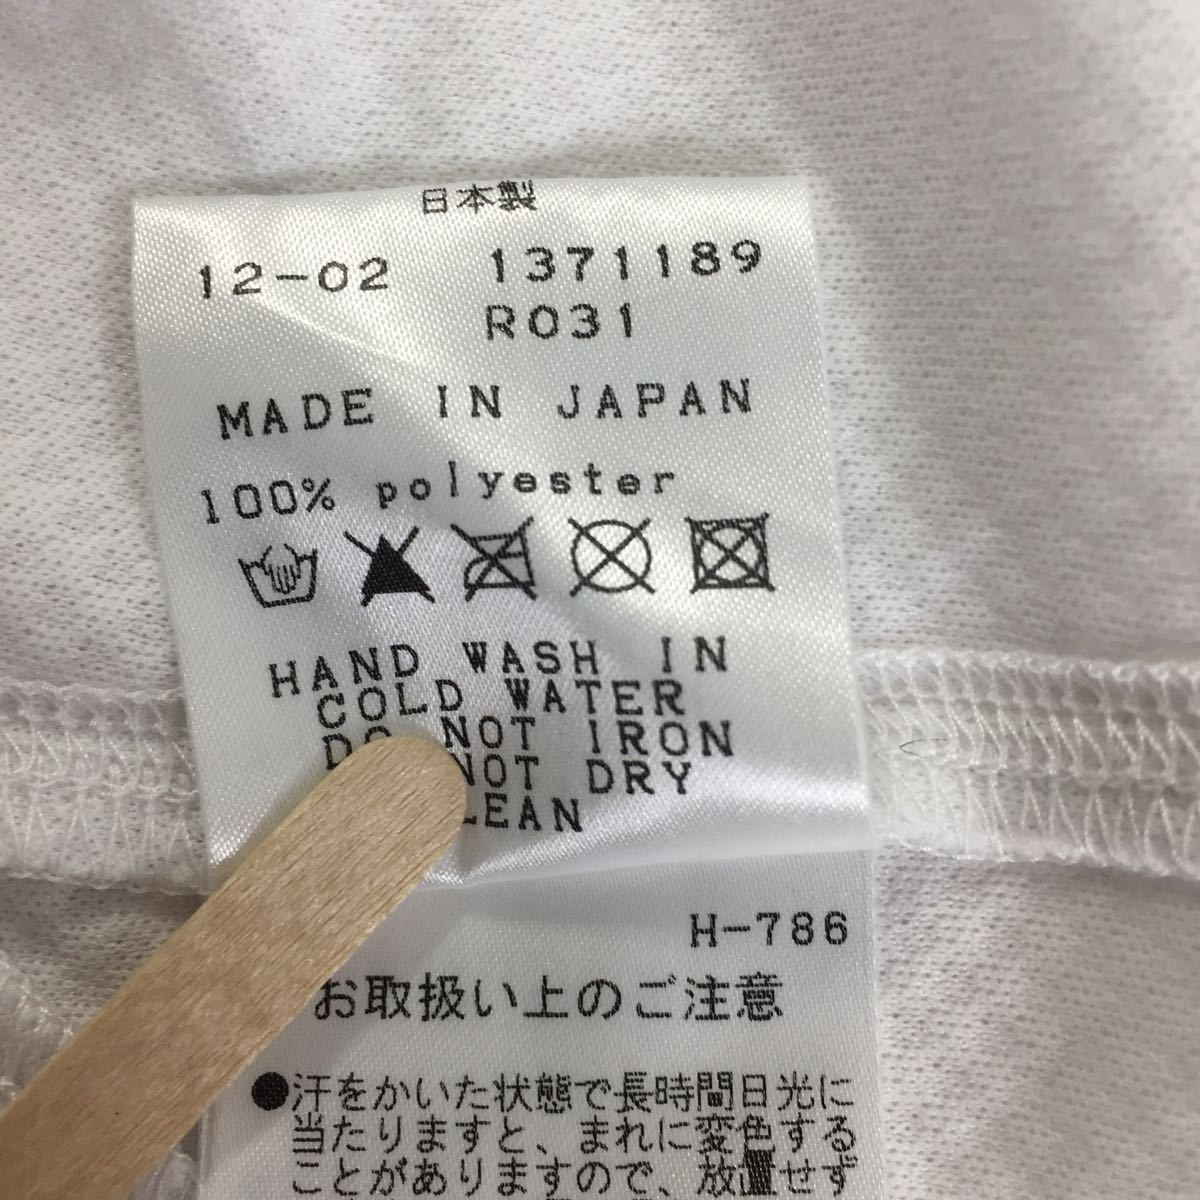 日本製
12-02 1371189
R031
MADE IN JAPAN
100% polyester
HAND WASH IN
COLD WATER
DO NOT IRON
NOT DRY
H-786
お取扱い上のご注意
●汗をかいた状態で長時間日光に
当たりますと、まれに変色する
ことがありますので、放置せず